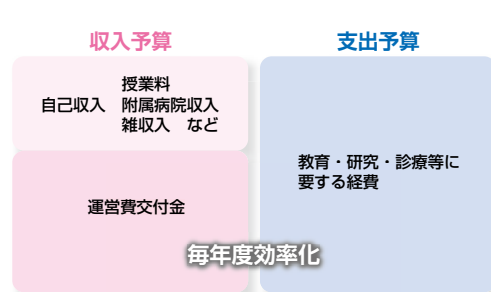 収入予算
支出予算
授業料
自己収入　附属病院収入
雑収入　など
教育・研究・診療等に
要する経費
運営費交付金
毎年度効率化